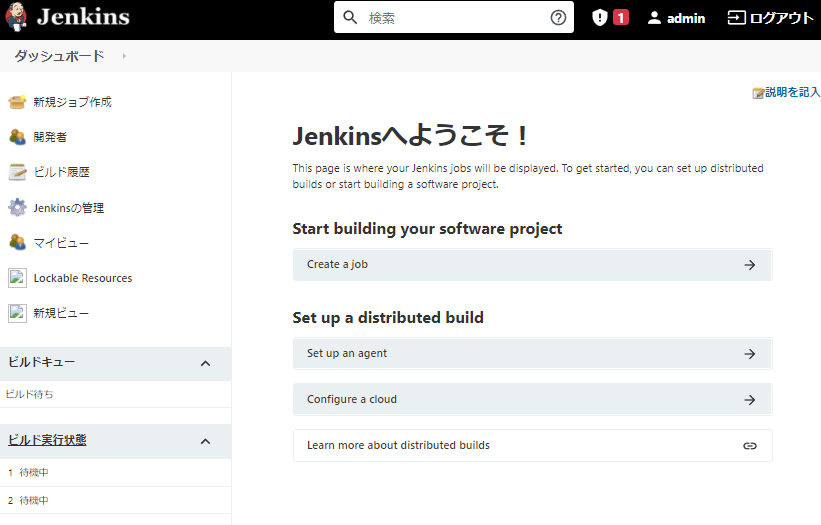 Jenkins
検索
1
admin
ログアウト
ダッシュボード
説明を記入
新規ジョブ作成
開発者
ビルド履歴
Jenkinsの管理
マイビュー
Lockable Resources
新規ビュー
ビルドキュー
ビルド待ち
ビルド実行状態
1 待機中
2 待機中
Jenkinsへようこそ！
This page is where your Jenkins jobs will be displayed. To get started, you can set up distributed
builds or start building a software project.
Start building your software project
Create a job
Set up a distributed build
Set up an agent
Configure a cloud
Learn more about distributed builds